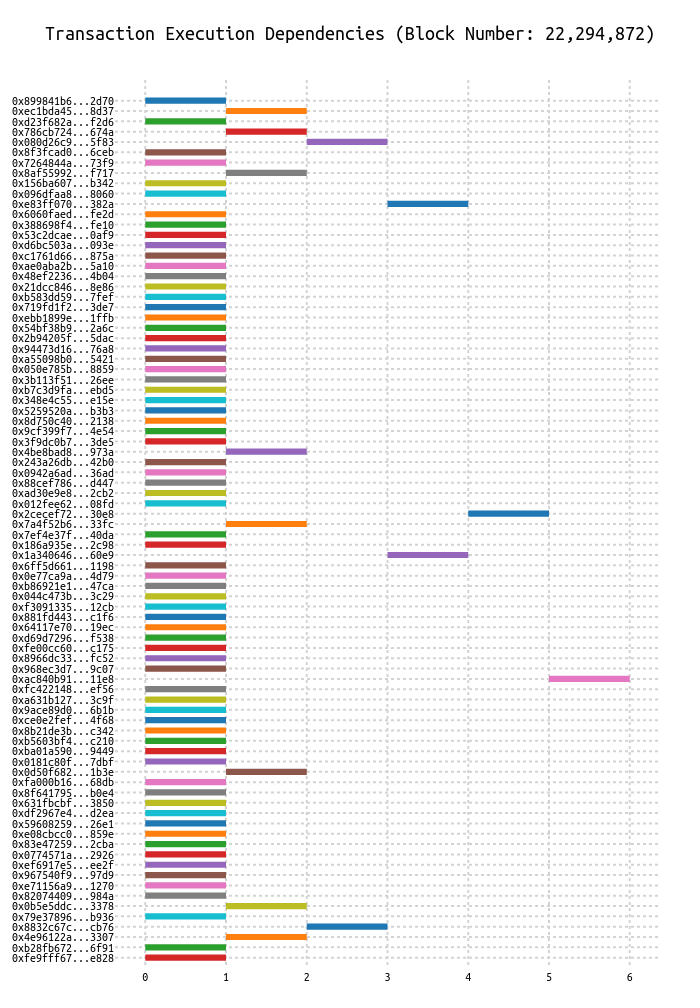 Transaction Execution Dependencies (Block Number: 22,294,872)
0x899841b6...2d70
0xec1bda45...8d37
0xd23f682a...f2d6
0x786cb724...674a
0x080d26c9...5f83
0x8f3fcad0...6ceb
0x7264844a...73f9
0x8af55992...f717
0x156ba607...b342
0x096dfaa8...8060
0xe83ff070...382a
0x6060faed...fe2d
0x388698f4...fe10
0x53c2dcae...0af9
0xd6bc503a...093e
0xc1761d66...875a
0xae0aba2b...5a10
0x48ef2236...4b04
0x21dcc846...8e86
0xb583dd59...7fef
0x719fd1f2...3de7
0xebb1899e...1ffb
0x54bf38b9...2a6c
0x2b94205f...5dac
0x94473d16...76a8
0xa55098b0...5421
0x050e785b...8859
0x3b113f51...26ee
0xb7c3d9fa...ebd5
0x348e4c55...e15e
0x5259520a...b3b3
0x8d750c40...2138
0x9cf399f7...4e54
0x3f9dc0b7...3de5
0x4be8bad8...973a
0x243a26db...42b0
0x0942a6ad...36ad
0x88cef786...d447
0xad30e9e8...2cb2
0x012fee62...08fd
0x2cecef72...30e8
0x7a4f52b6...33fc
0x7ef4e37f...40da
0x186a935e...2c98
0x1a340646...60e9
0x6ff5d661...1198
0x0e77ca9a...4d79
0xb86921e1...47ca
0x044c473b...3c29
0xf3091335...12cb
0x881fd443...c1f6
0x64117e70...19ec
0xd69d7296...f538
0xfe00cc60...c175
0x8966dc33...fc52
0x968ec3d7...9c07
0xac840b91...11e8
0xfc422148...ef56
0xa631b127...3c9f
0x9ace89d0...6b1b
0xce0e2fef...4f68
0x8b21de3b...c342
0xb5603bf4...c210
0xba01a590...9449
0x0181c80f...7dbf
0x0d50f682...1b3e
0xfa000b16...68db
0x8f641795...b0e4
0x631fbcbf...3850
0xdf2967e4...d2ea
0x59608259...26e1
0xe08cbcc0...859e
0x83e47259...2cba
0x0774571a...2926
0xef6917e5...ee2f
0x967540f9...97d9
0xe71156a9...1270
0x82074409...984a
0x0b5e5ddc...3378
0x79e37896...b936
0x8832c67c...cb76
0x4e96122a...3307
0xb28fb672...6f91
0xfe9fff67...e828
0 1 2 3 4 5 6